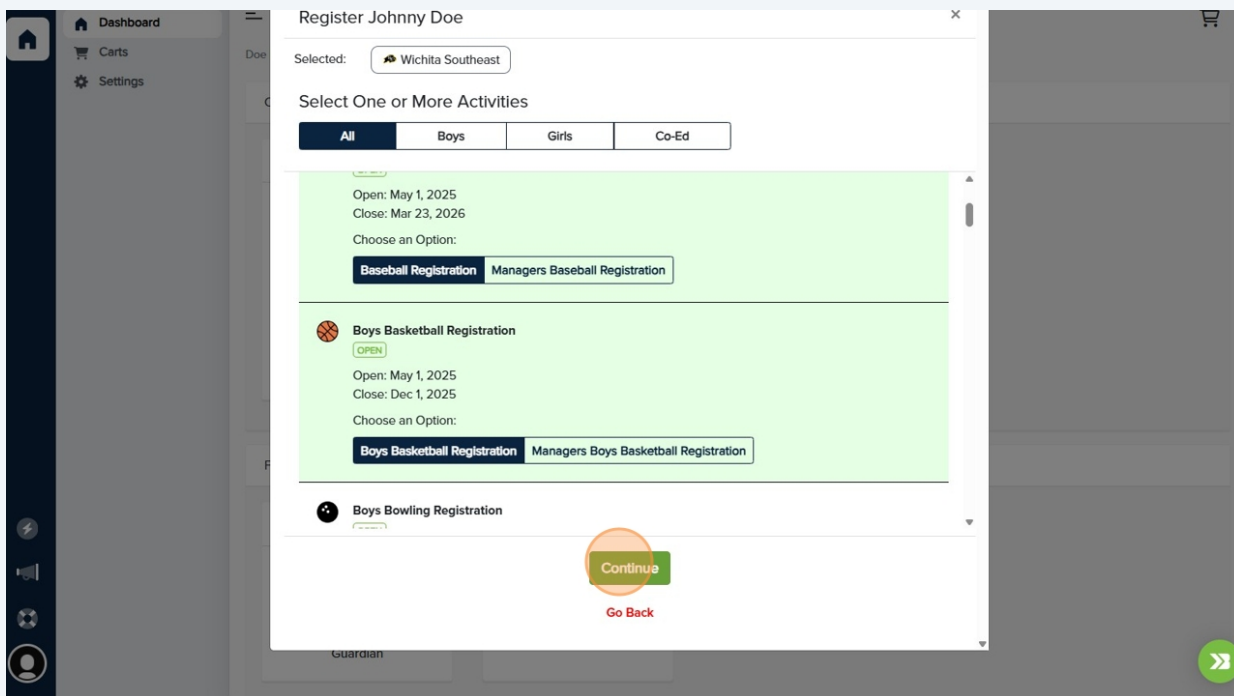 Dashboard
Carts
Settings
Doe
Register Johnny Doe
×
Selected:
Wichita Southeast
Select One or More Activities
All Boys Girls Co-Ed
Open: May 1, 2025
Close: Mar 23, 2026
Choose an Option:
Baseball Registration Managers Baseball Registration
Boys Basketball Registration
OPEN
Open: May 1, 2025
Close: Dec 1, 2025
Choose an Option:
Boys Basketball Registration Managers Boys Basketball Registration
Boys Bowling Registration
Continue
Go Back
Guardian